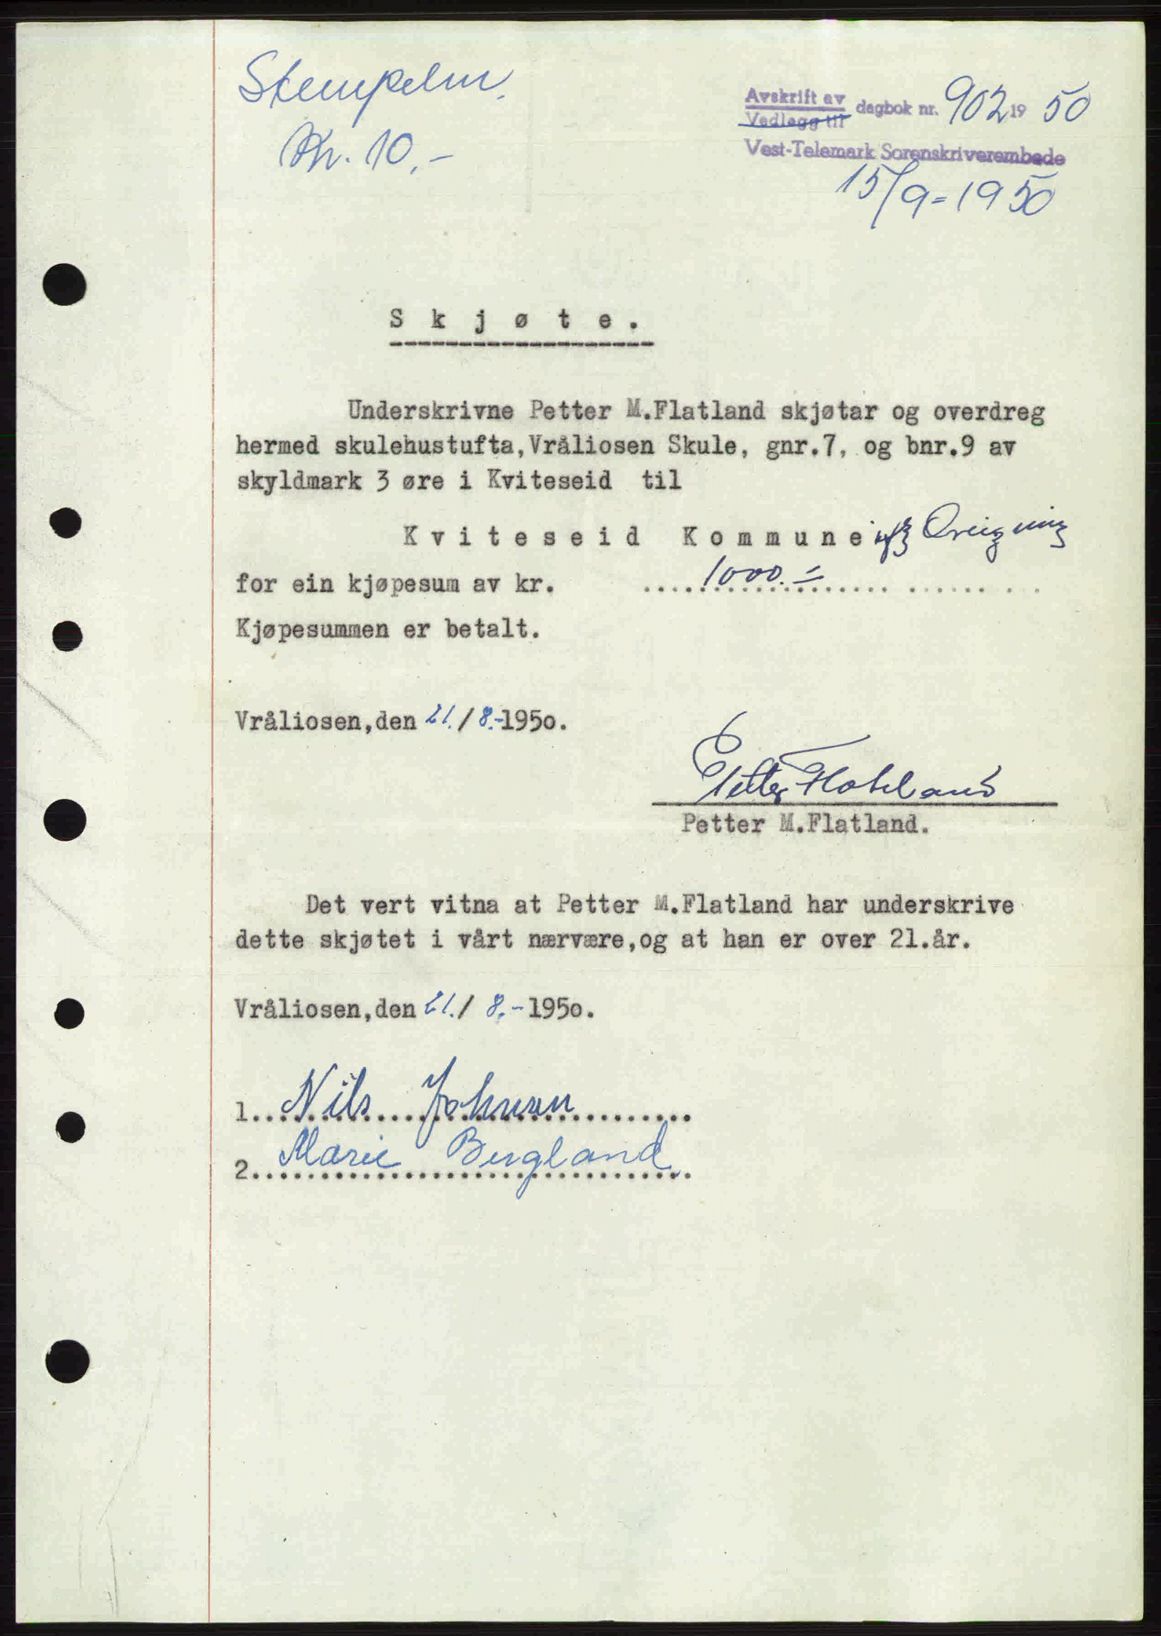 Stempelm.
Kr. 10,-
Avskrift av
Vedlegg til
dagbok nr. 902 1950
Vest-Telemark Sorenskriverembede
15/9-1950
Skjøte.
Underskrivne Petter M.Flatland skjøtar og overdreg
hermed skulehustufta,Vråliosen Skule, gnr.7, og bnr.9 av
skyldmark 3 øre i Kviteseid til
Kviteseid Kommune
for ein kjøpesum av kr. 1000.-
Kjøpesummen er betalt.
Vråliosen,den 21./8.-1950.
Petter Flatland
Petter M.Flatland.
Det vert vitna at Petter M.Flatland har underskrive
dette skjøtet i vårt nærvære,og at han er over 21.år.
Vråliosen,den 21./ 8.-1950.
1. Nils Johnsen
2. Marie Bergland